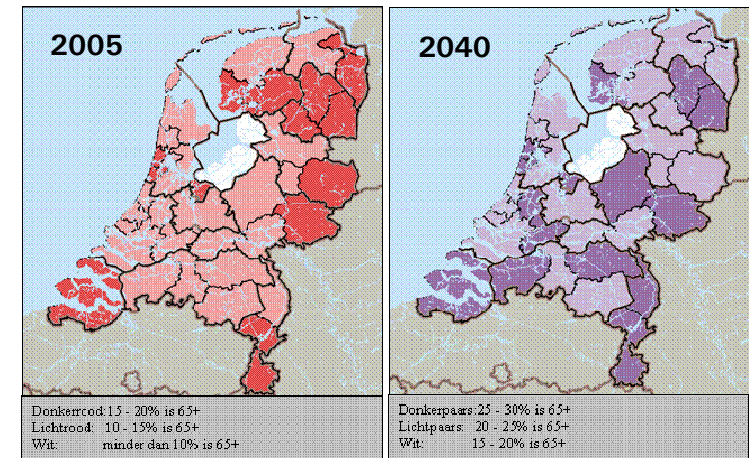 2005
Donkerrood: 15 - 20% is 65+
Lichtrood: 10 - 15% is 65+
Wit: minder dan 10% is 65+
2040
Donkerpaars: 25 - 30% is 65+
Lichtpaars: 20 - 25% is 65+
Wit: 15 - 20% is 65+